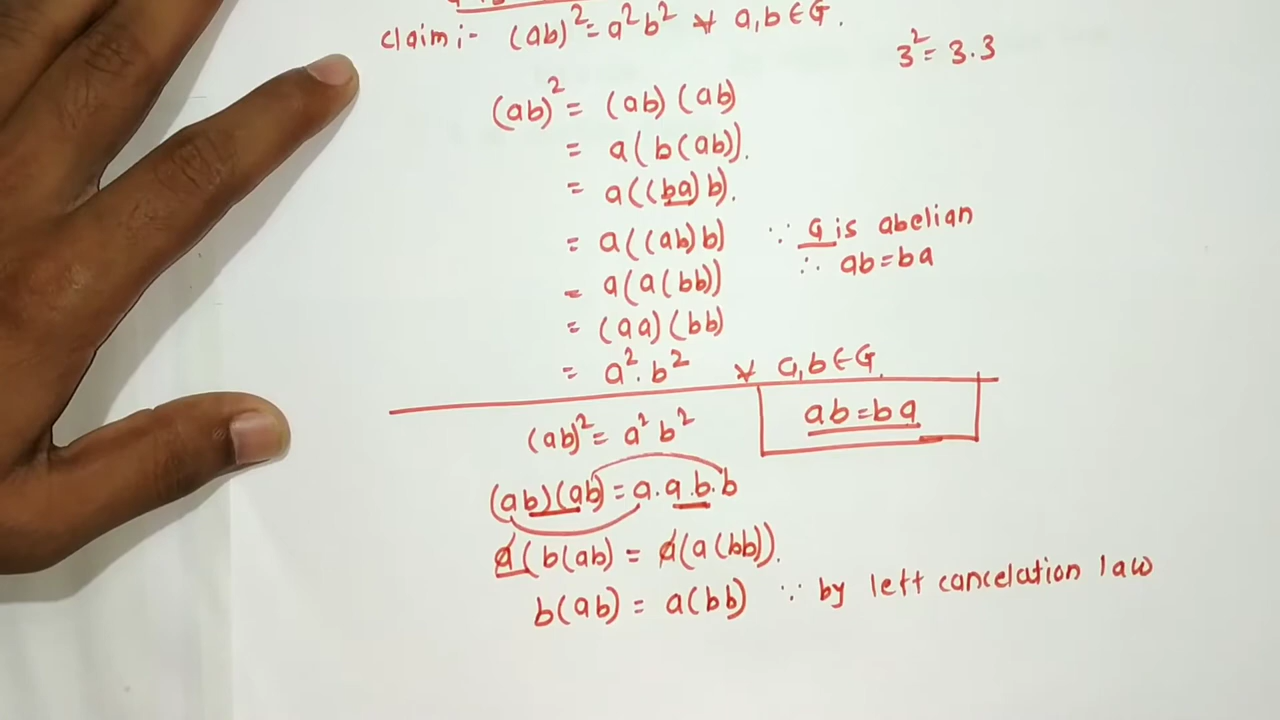 claim:- (ab)²= a²b² ∀ a,b∈G.
3²= 3.3
(ab)²= (ab)(ab)
= a(b(ab)).
= a((ba)b).
= a((ab)b) ∵ G is abelian
∴ ab=ba
= a(a(bb))
= (aa)(bb)
= a².b² ∀ a,b∈G.
(ab)²= a²b²
ab=ba
(ab)(ab)= a.a.b.b
a(b(ab) = a(a(bb)).
b(ab) = a(bb) ∵ by left cancelation law